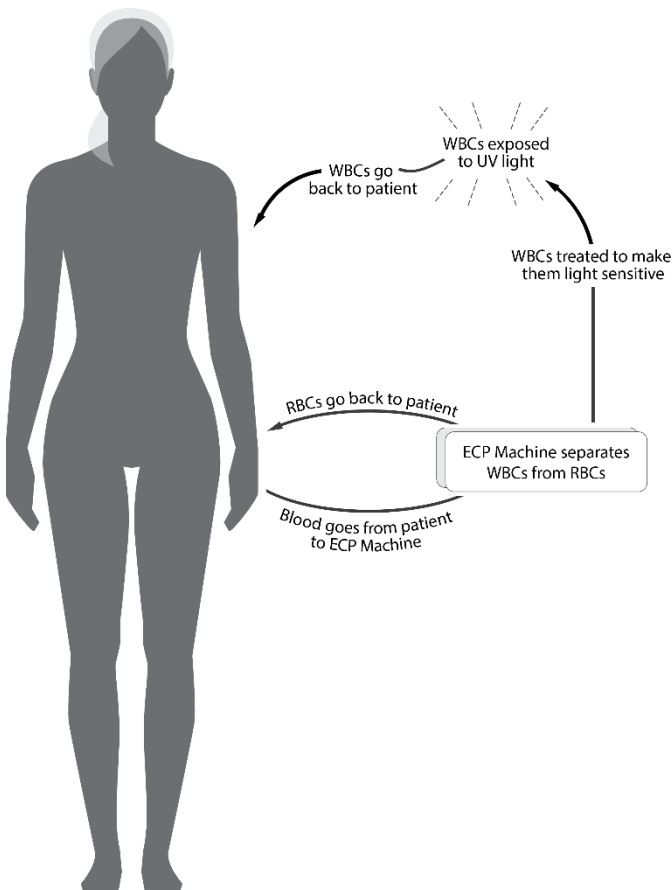 WBCs exposed
to UV light
WBCs go
back to patient
WBCs treated to make
them light sensitive
RBCs go back to patient
ECP Machine separates
WBCs from RBCs
Blood goes from patient
to ECP Machine